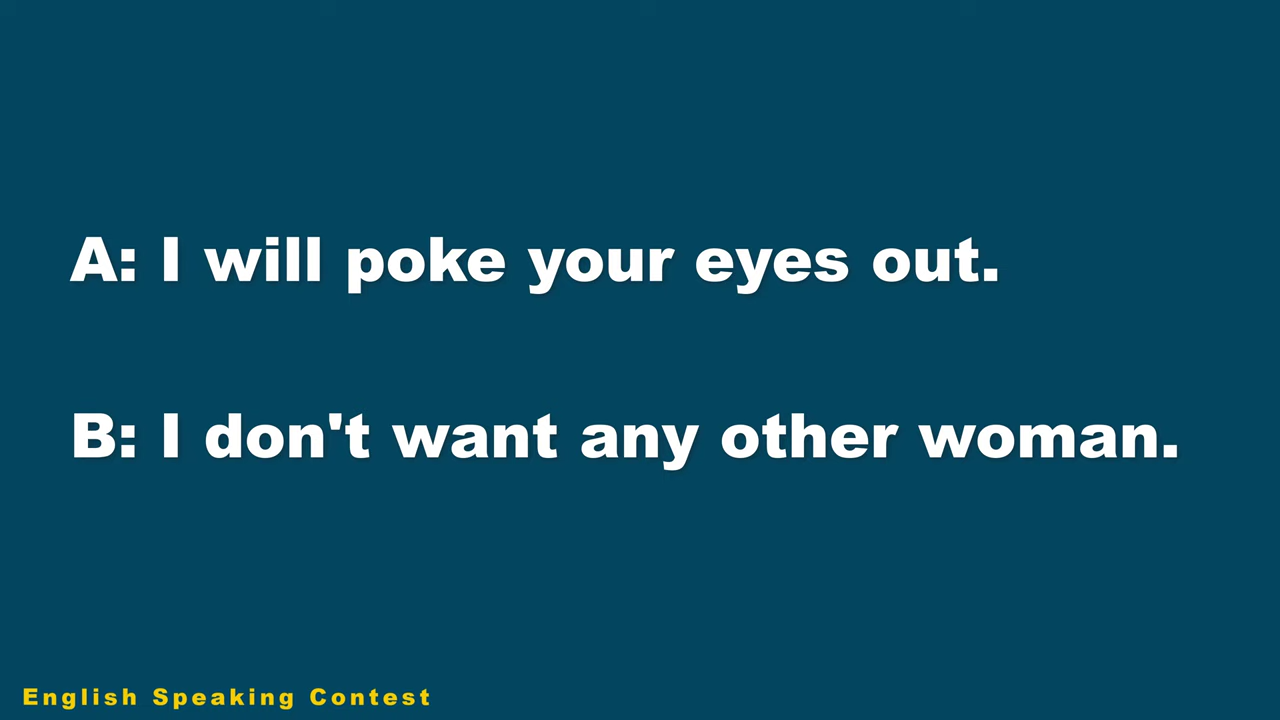 A: I will poke your eyes out.
B: I don't want any other woman.
English Speaking Contest